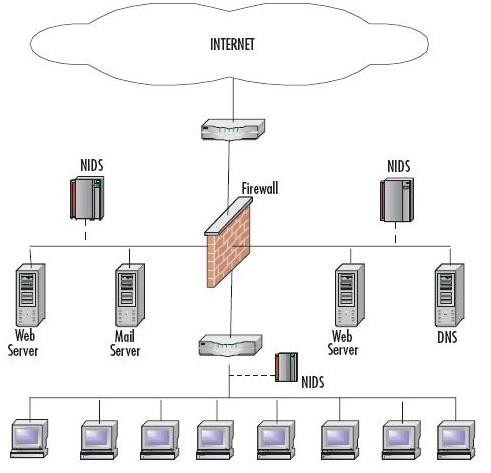 INTERNET
NIDS
NIDS
Firewall
Web
Server
Mail
Server
Web
Server
DNS
NIDS